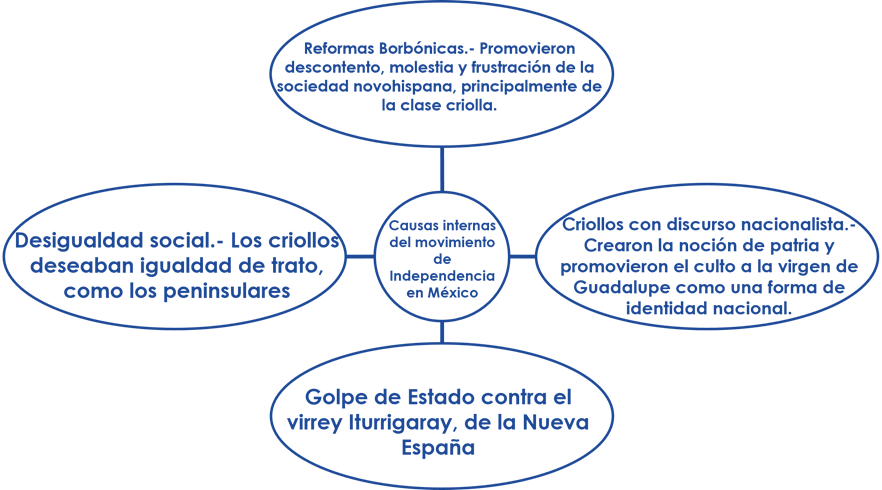 Reformas Borbónicas.- Promovieron
descontento, molestia y frustración de la
sociedad novohispana, principalmente de
la clase criolla.
Desigualdad social.- Los criollos
deseaban igualdad de trato,
como los peninsulares
Causas internas
del movimiento
de
Independencia
en México
Criollos con discurso nacionalista.-
Crearon la noción de patria y
promovieron el culto a la virgen de
Guadalupe como una forma de
identidad nacional.
Golpe de Estado contra el
virrey Iturrigaray, de la Nueva
España